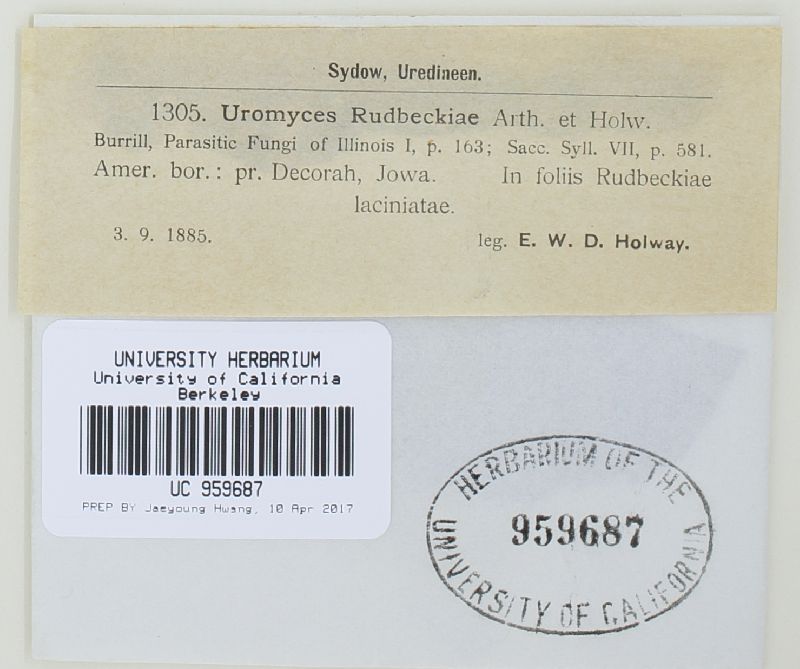 Sydow, Uredineen.
1305. Uromyces Rudbeckiae Arth. et Holw.
Burrill, Parasitic Fungi of Illinois I, p. 163; Sacc. Syll. VII, p. 581.
Amer. bor.: pr. Decorah, Jowa. In foliis Rudbeckiae
laciniatae.
3. 9. 1885. leg. E. W. D. Holway.
UNIVERSITY HERBARIUM
University of California
Berkeley
UC 959687
PREP BY Jaeyoung Hwang, 10 Apr 2017
HERBARIUM OF THE
959687
UNIVERSITY OF CALIFORNIA